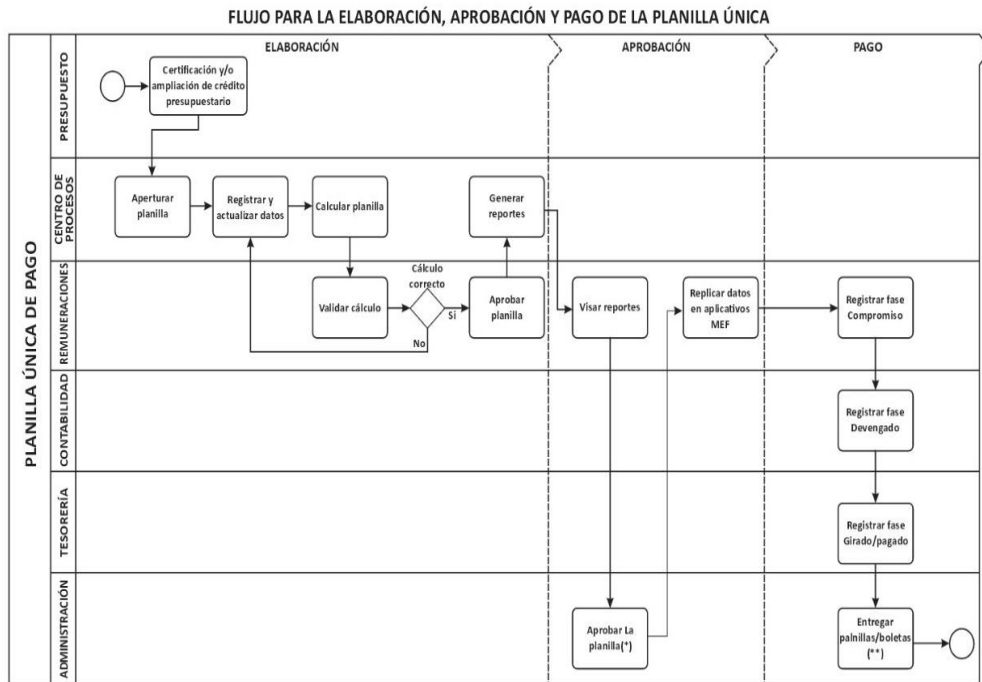 FLUJO PARA LA ELABORACIÓN, APROBACIÓN Y PAGO DE LA PLANILLA ÚNICA
ELABORACIÓN
APROBACIÓN
PAGO
PLANILLA ÚNICA DE PAGO
PRESUPUESTO
Certificación y/o
ampliación de crédito
presupuestario
CENTRO DE
PROCESOS
Aperturar
planilla
Registrar y
actualizar datos
Calcular planilla
Generar
reportes
REMUNERACIONES
Validar cálculo
Cálculo
correcto
Si
No
Aprobar
planilla
Visar reportes
Replicar datos
en aplicativos
MEF
Registrar fase
Compromiso
CONTABILIDAD
Registrar fase
Devengado
TESORERÍA
Registrar fase
Girado/pagado
ADMINISTRACIÓN
Aprobar La
planilla(*)
Entregar
palnillas/boletas
(**)